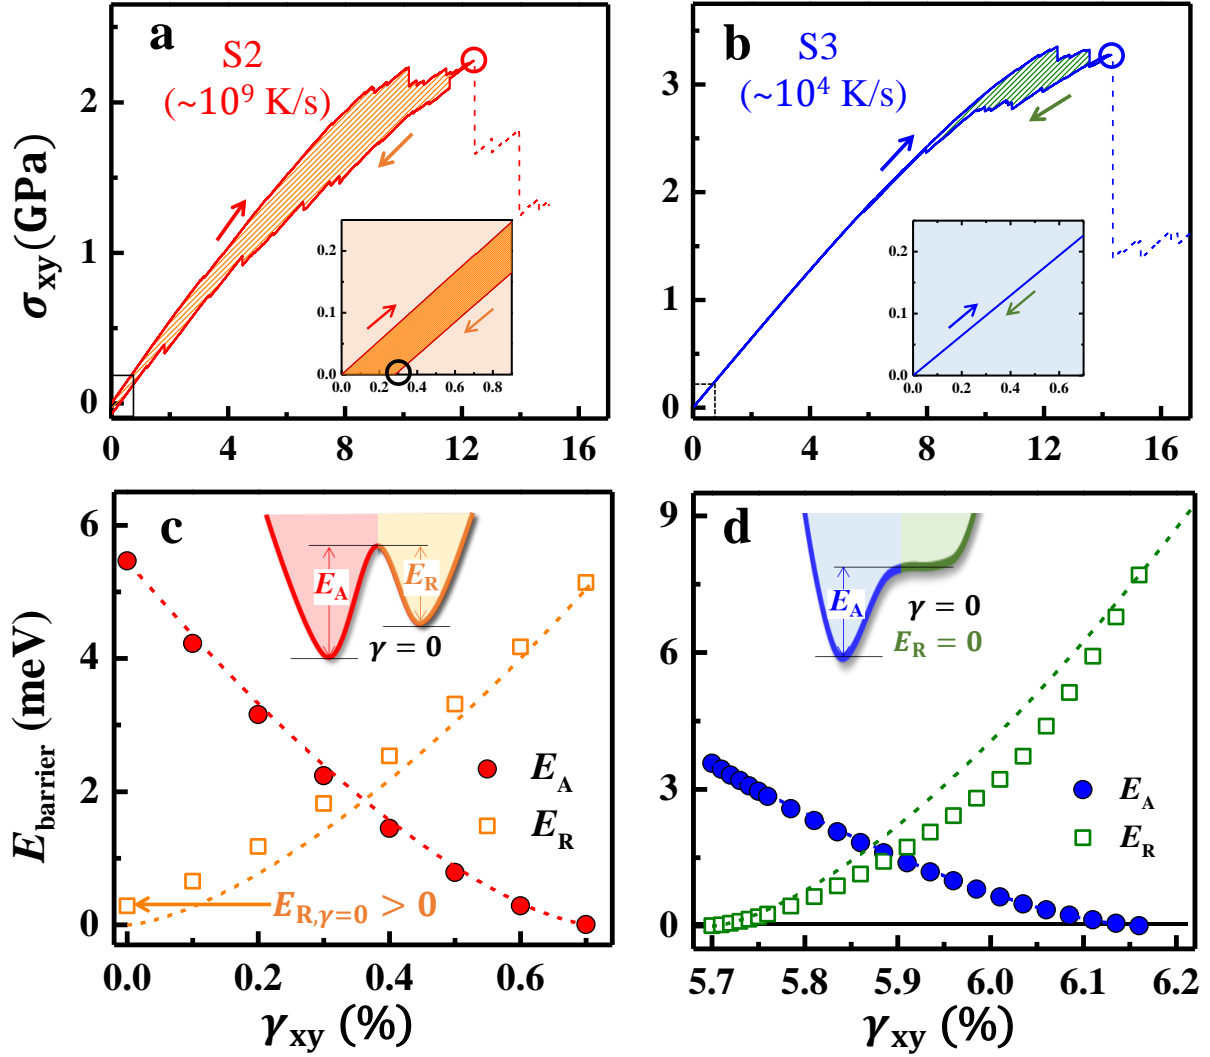 a
S2
(~10⁹ K/s)
σxy(GPa)
2
1
0
0.2
0.1
0.0
0.0 0.2 0.4 0.6 0.8
0 4 8 12 16
b
S3
(~10⁴ K/s)
4
3
2
1
0
0.2
0.1
0.0
0.0 0.2 0.4 0.6
0 4 8 12 16
c
Ebarrier (meV)
6
4
2
0
EA
ER
γ = 0
EA
ER
ER,γ=0 > 0
0.0 0.2 0.4 0.6
γxy (%)
d
9
6
3
0
EA
γ = 0
ER = 0
EA
ER
5.7 5.8 5.9 6.0 6.1 6.2
γxy (%)